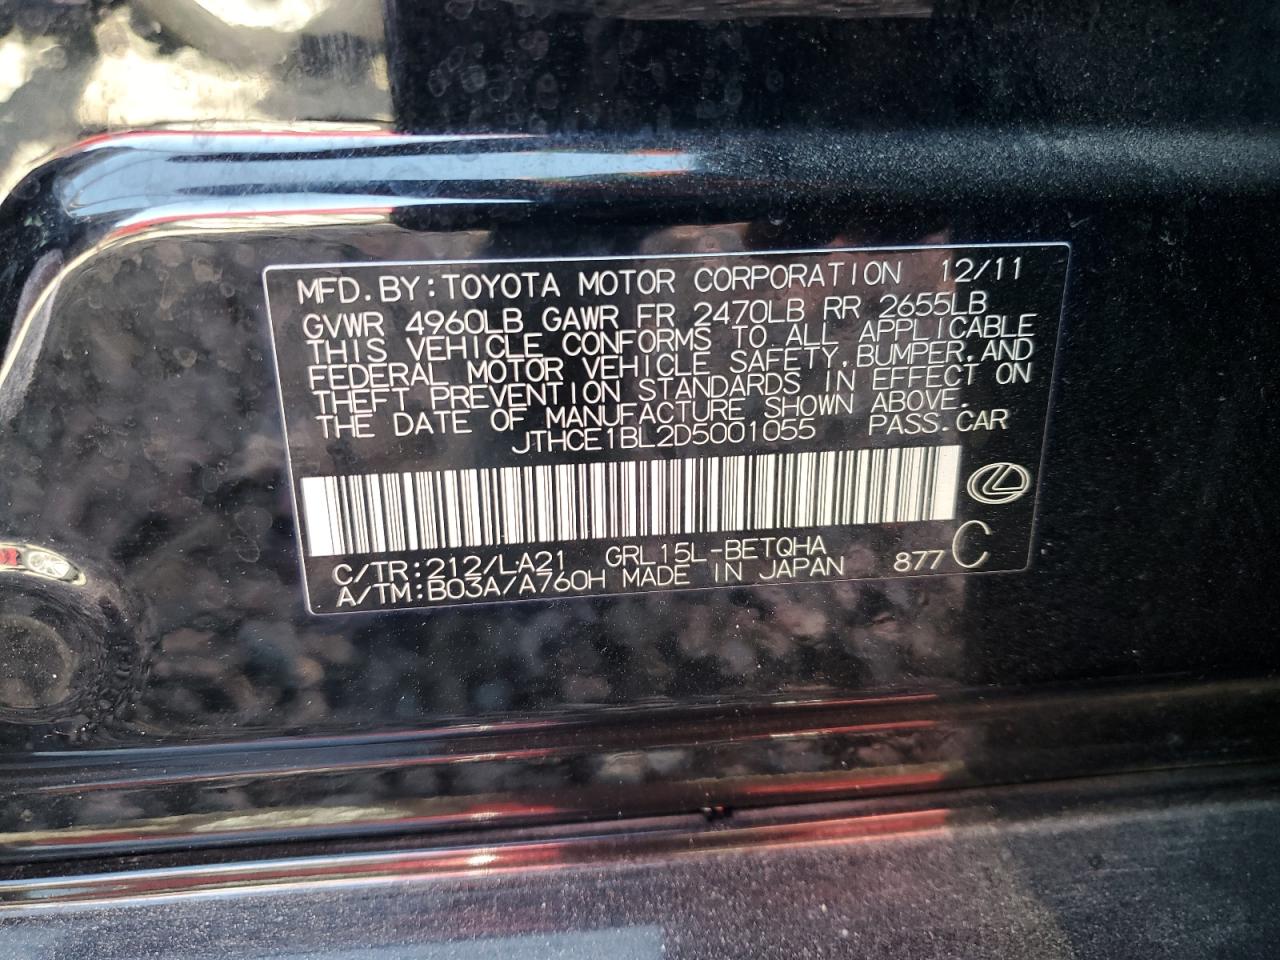 MFD.BY:TOYOTA MOTOR CORPORATION 12/11
GVWR 4960LB GAWR FR 2470LB RR 2655LB
THIS VEHICLE CONFORMS TO ALL APPLICABLE
FEDERAL MOTOR VEHICLE SAFETY,BUMPER,AND
THEFT PREVENTION STANDARDS IN EFFECT ON
THE DATE OF MANUFACTURE SHOWN ABOVE.
JTHCE1BL2D5001055 PASS.CAR
C/TR:212/LA21 GRL15L-BETQHA
A/TM:B03A/A760H MADE IN JAPAN 877 C